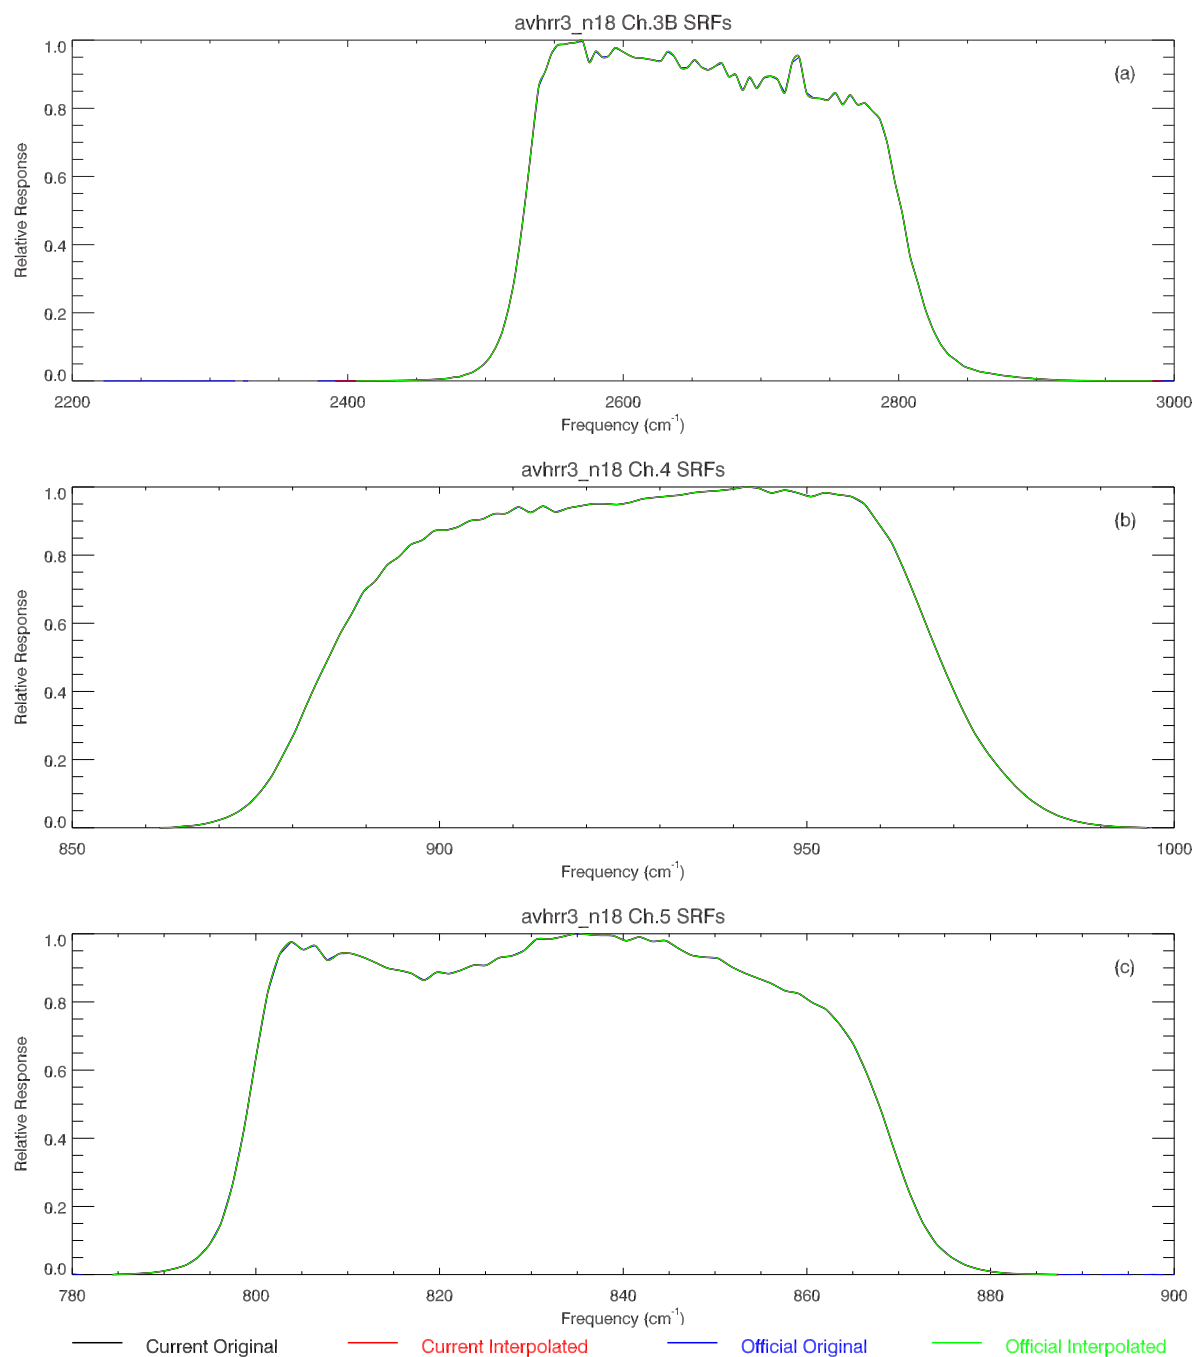 avhrr3_n18 Ch.3B SRFs
(a)
Relative Response
1.0
0.8
0.6
0.4
0.2
0.0
2200 2400 2600 2800 3000
Frequency (cm-1)
avhrr3_n18 Ch.4 SRFs
(b)
Relative Response
1.0
0.8
0.6
0.4
0.2
0.0
850 900 950 1000
Frequency (cm-1)
avhrr3_n18 Ch.5 SRFs
(c)
Relative Response
1.0
0.8
0.6
0.4
0.2
0.0
780 800 820 840 860 880 900
Frequency (cm-1)
Current Original Current Interpolated Official Original Official Interpolated